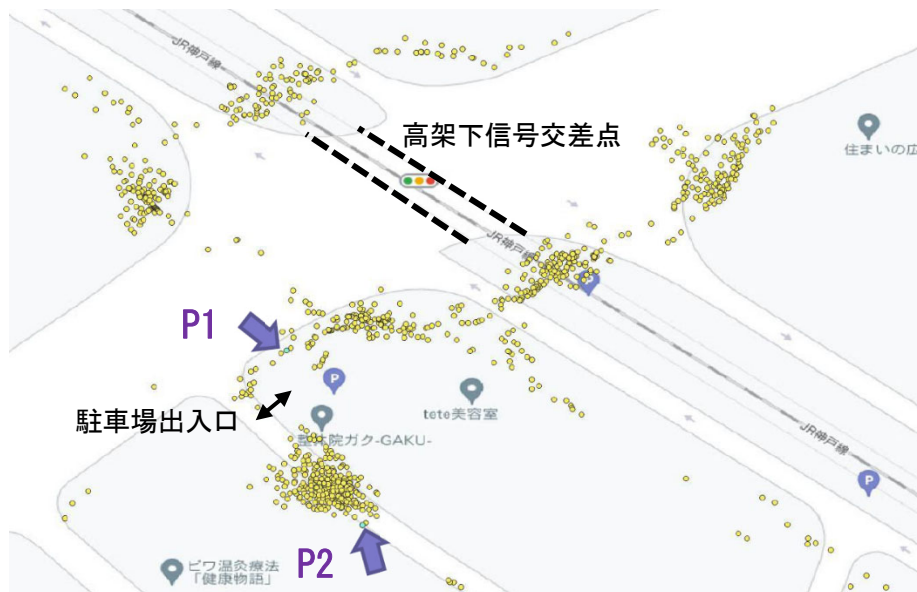 JR神戸線
高架下信号交差点
住まいの広
JR神戸線
P
P1
P
駐車場出入口
tete美容室
整体院ガク-GAKU-
JR神戸線
P
P2
ビワ温灸療法
「健康物語」